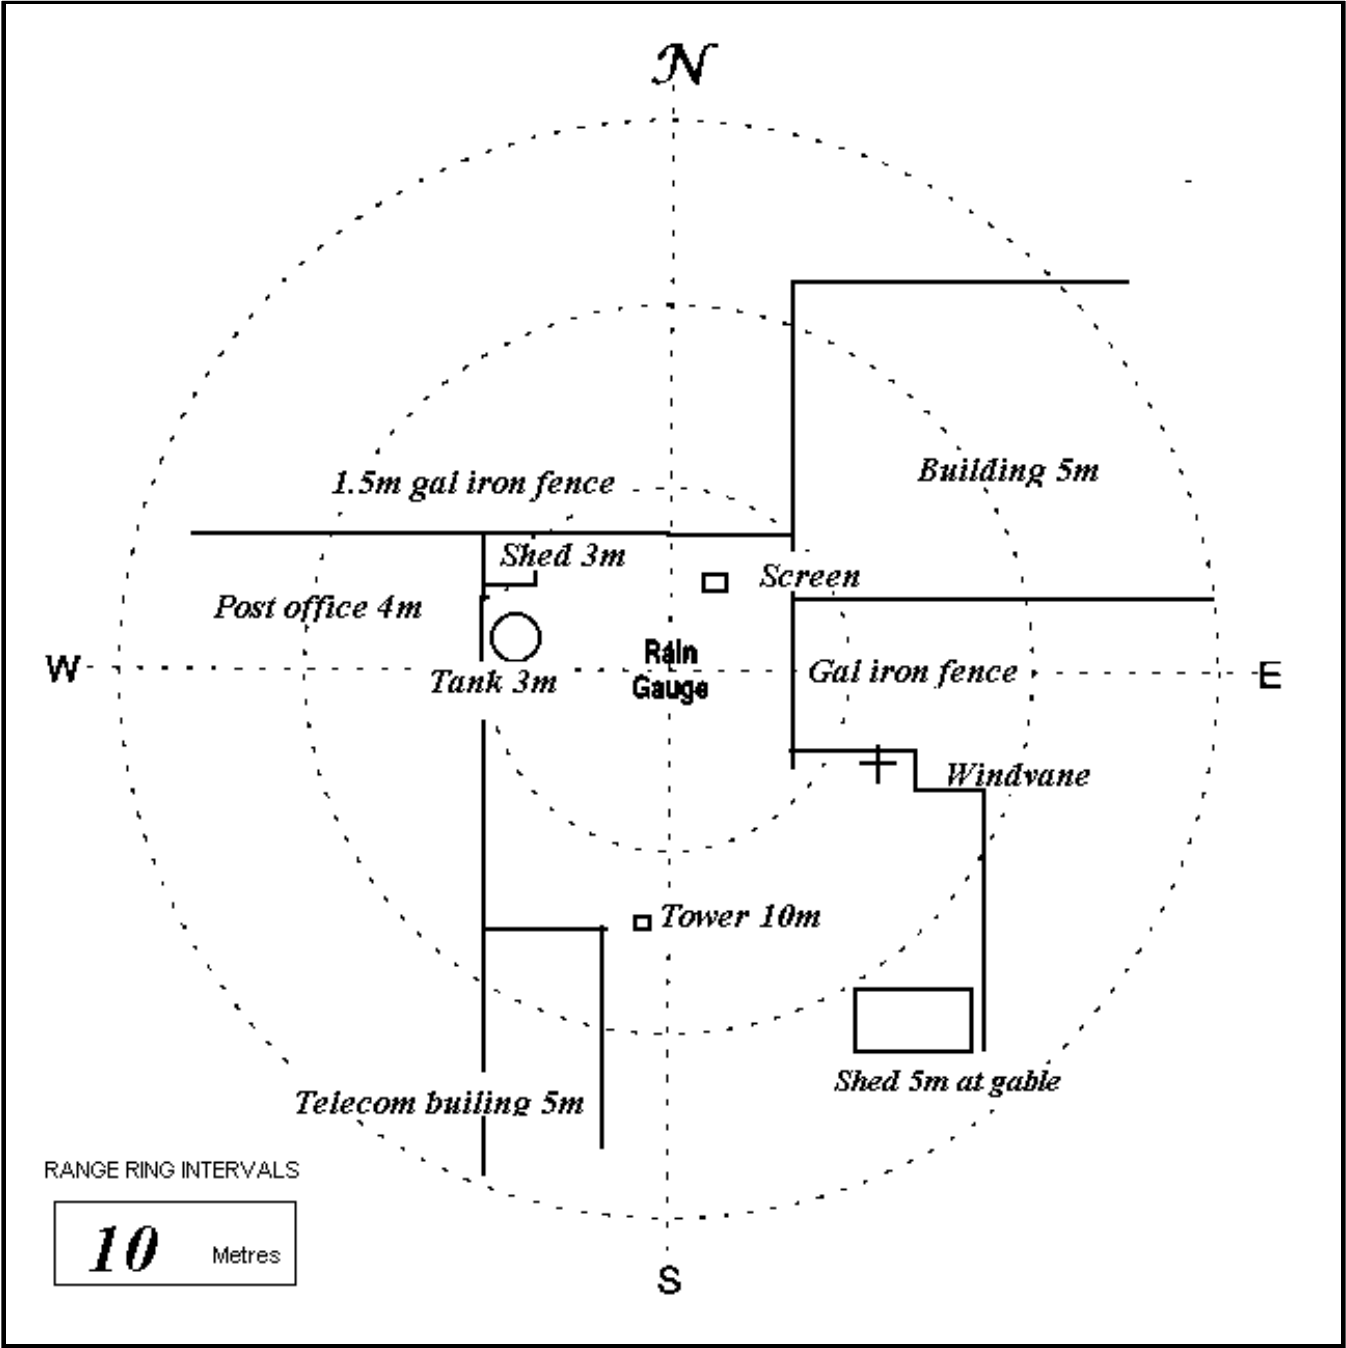 N
1.5m gal iron fence
Building 5m
Shed 3m
Screen
Post office 4m
Rain
Gauge
W
Tank 3m
Gal iron fence
E
Windvane
Tower 10m
Shed 5m at gable
Telecom builing 5m
RANGE RING INTERVALS
10 Metres
S